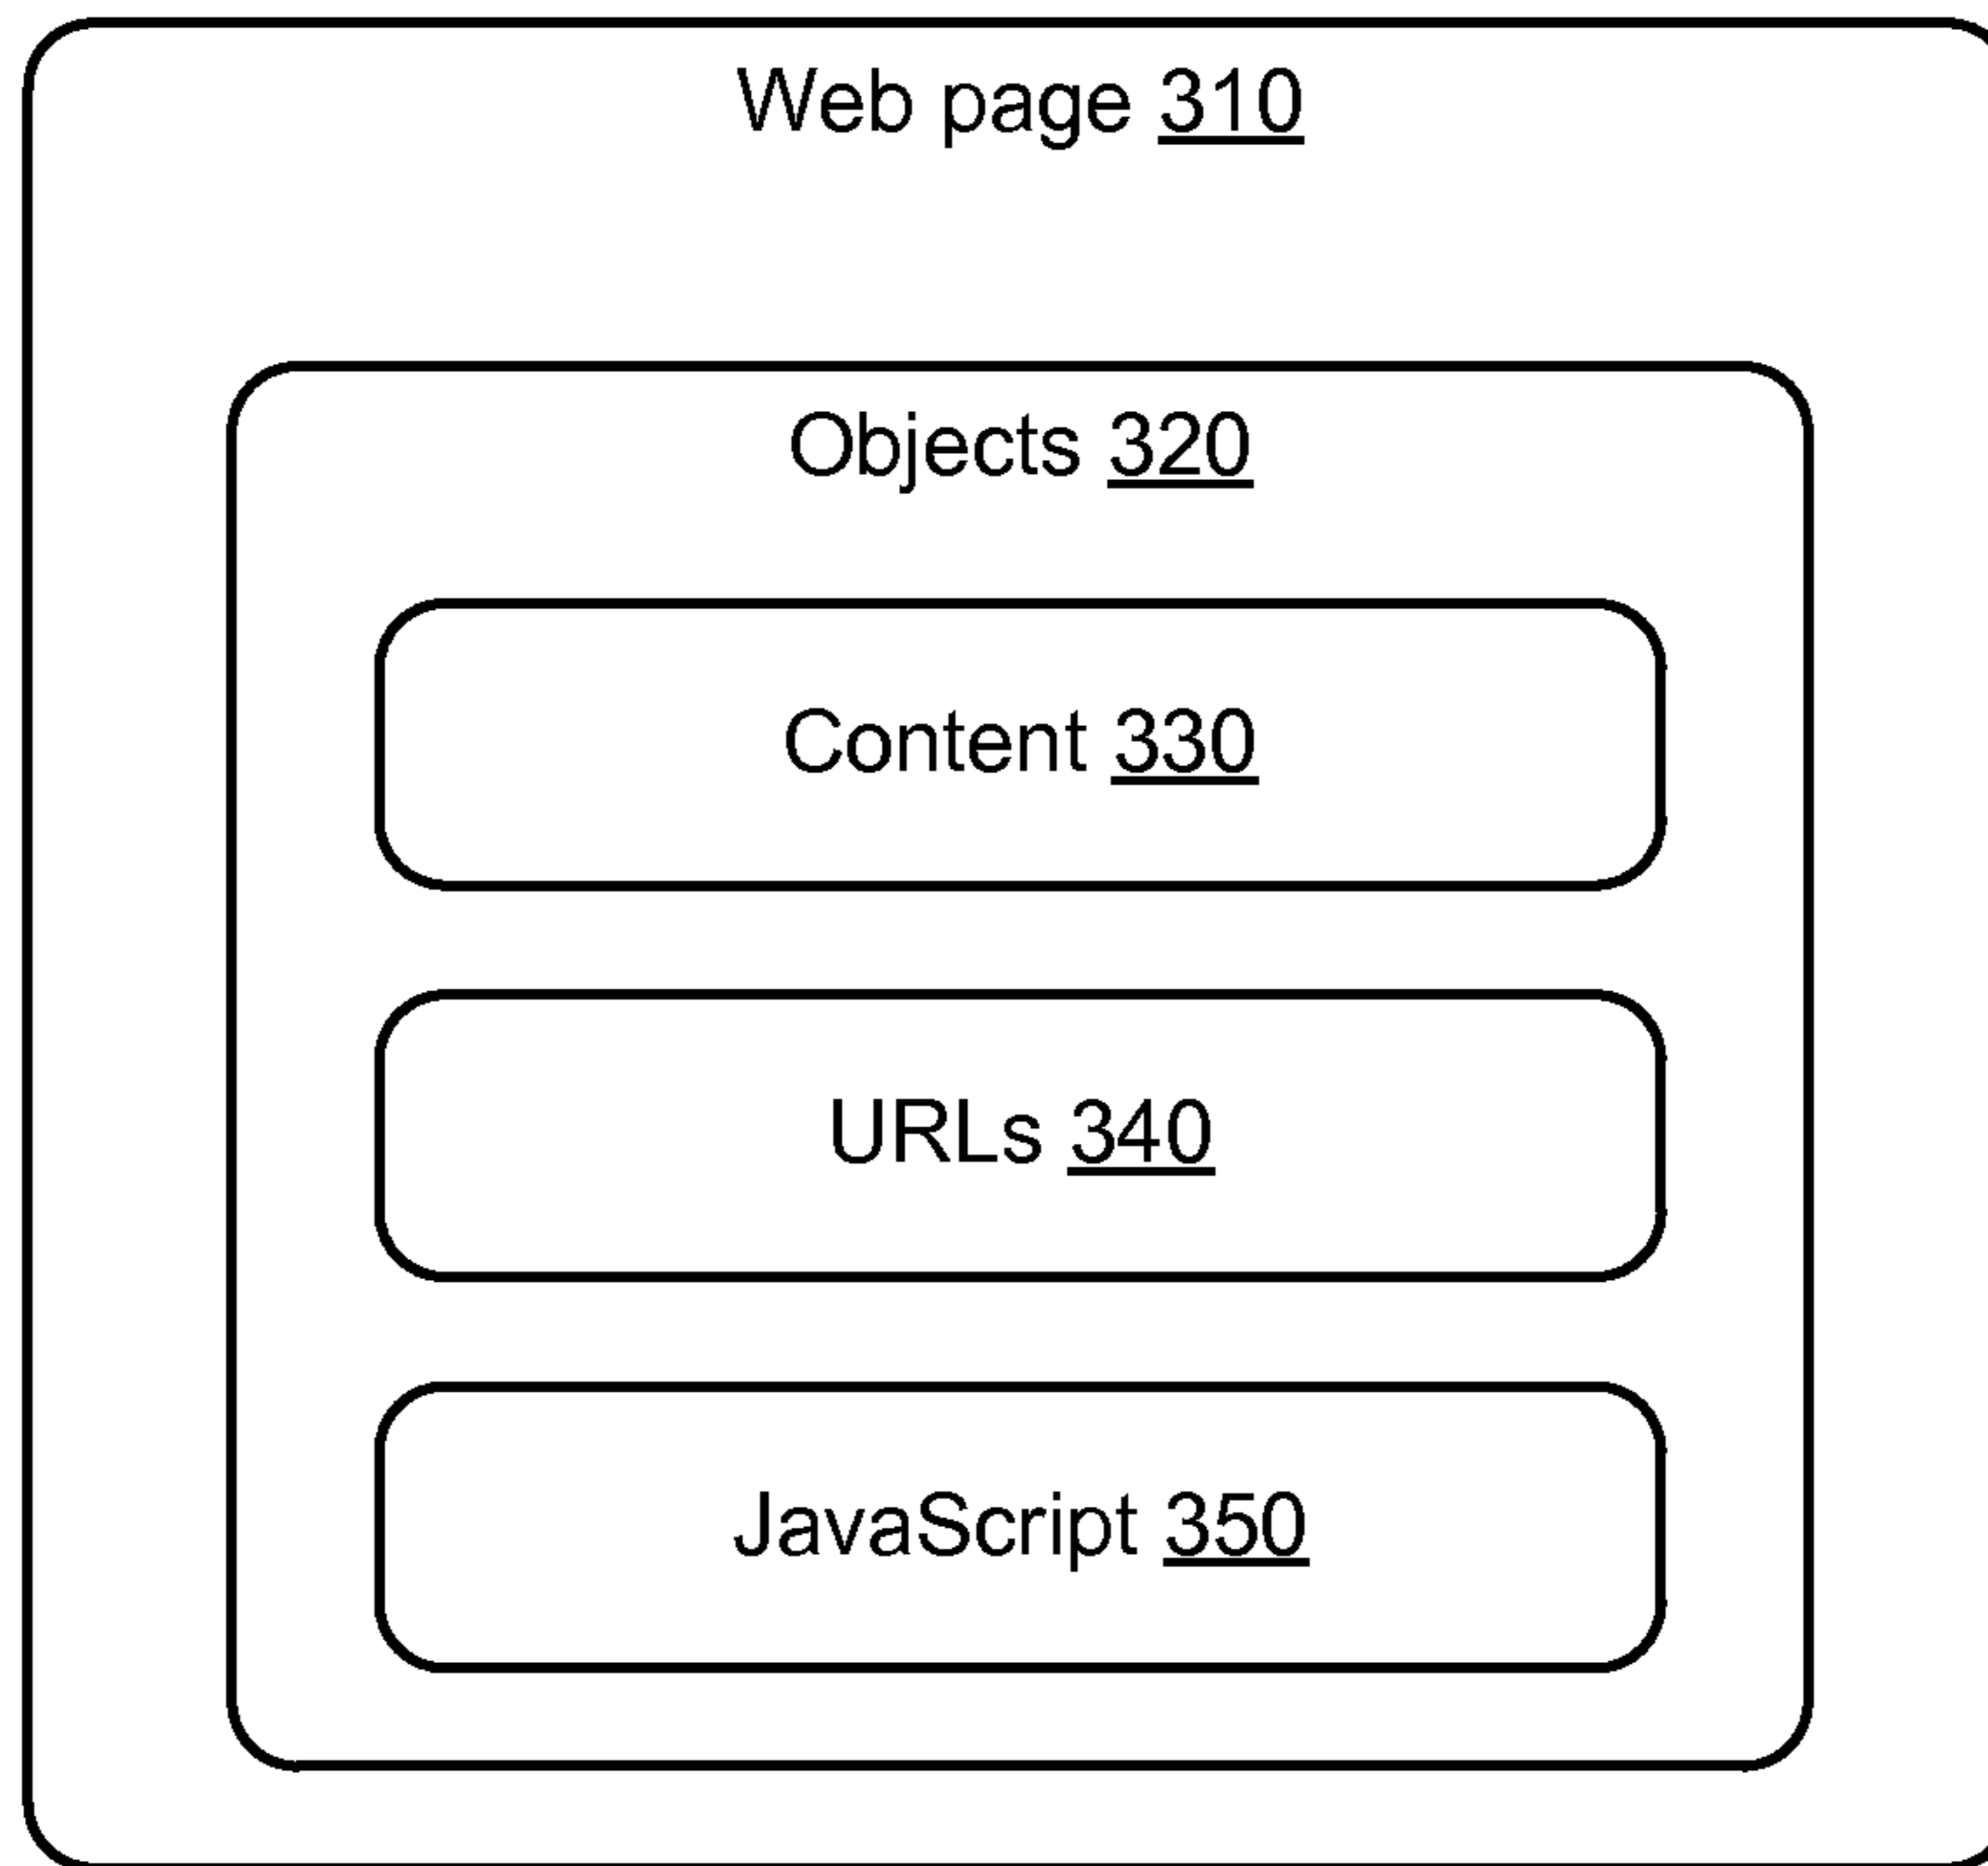 Web page 310
Objects 320
Content 330
URLs 340
JavaScript 350